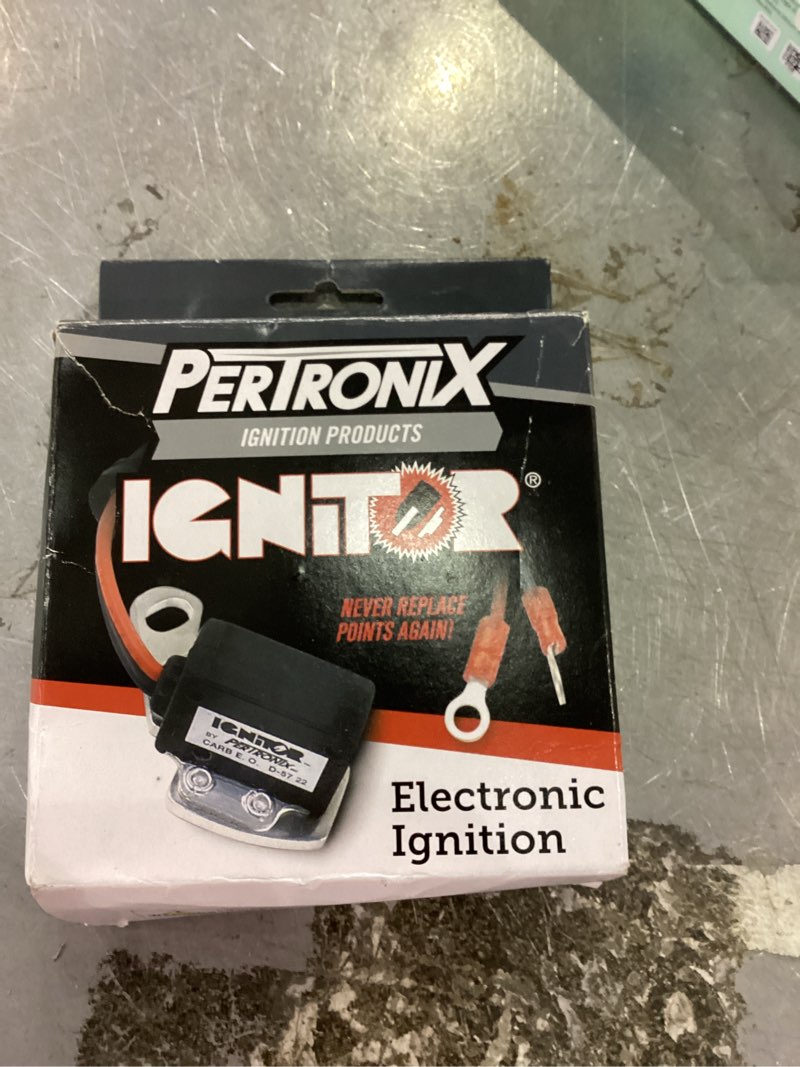 PERTRONIX
IGNITION PRODUCTS
IGNITOR®
NEVER REPLACE
POINTS AGAIN!
IGNITOR
BY PERTRONIX
CARB E. O. D-57 22
Electronic
Ignition